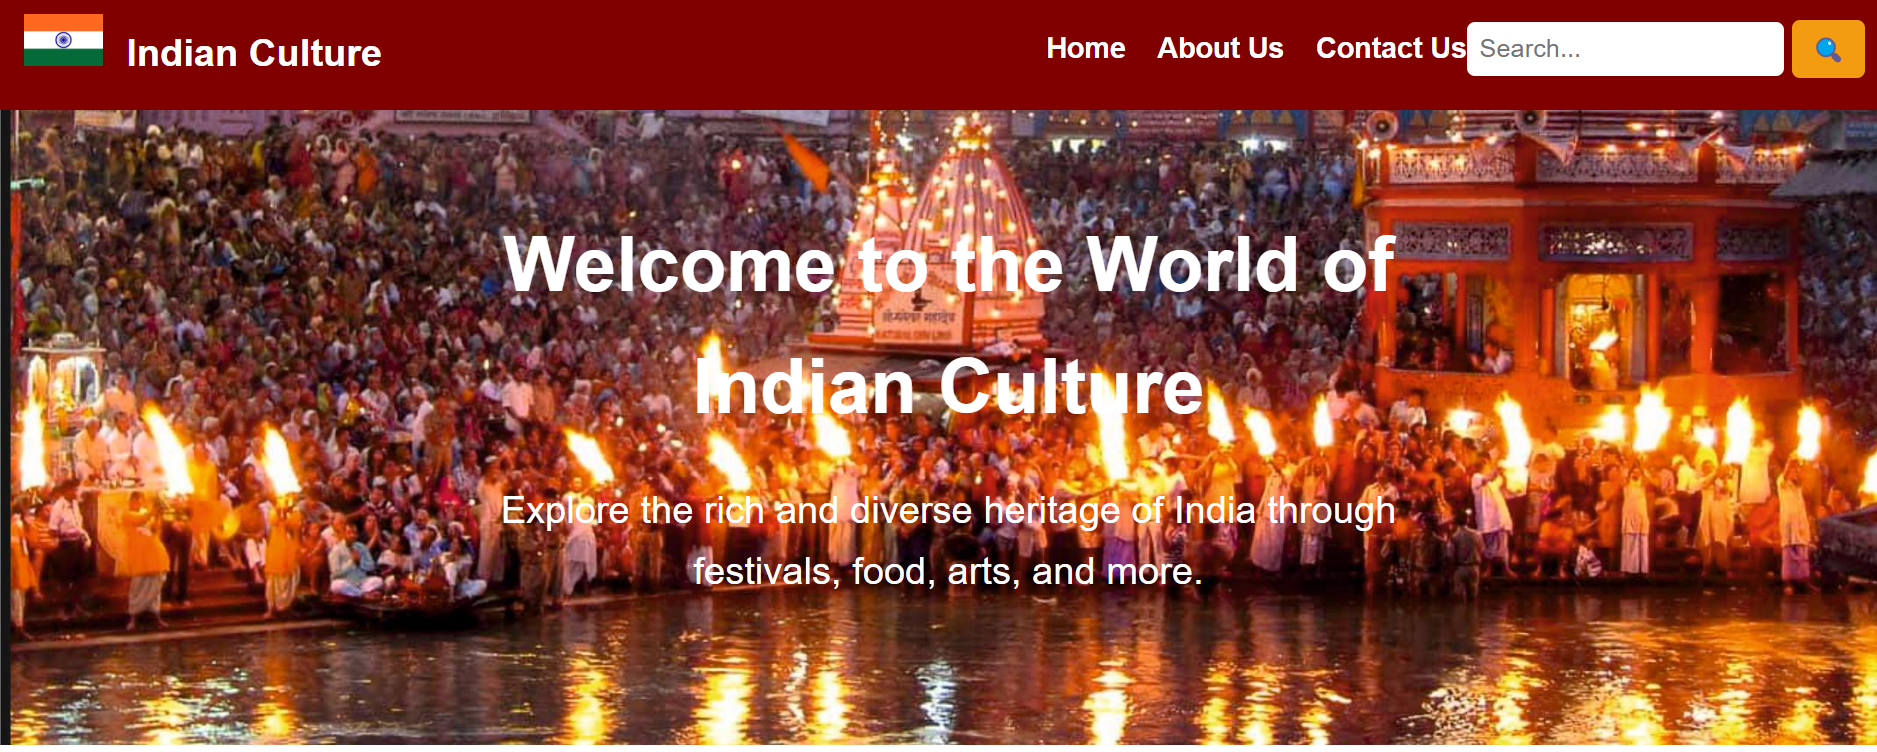 Indian Culture
Home About Us Contact Us Search...
Welcome to the World of
Indian Culture
Explore the rich and diverse heritage of India through
festivals, food, arts, and more.